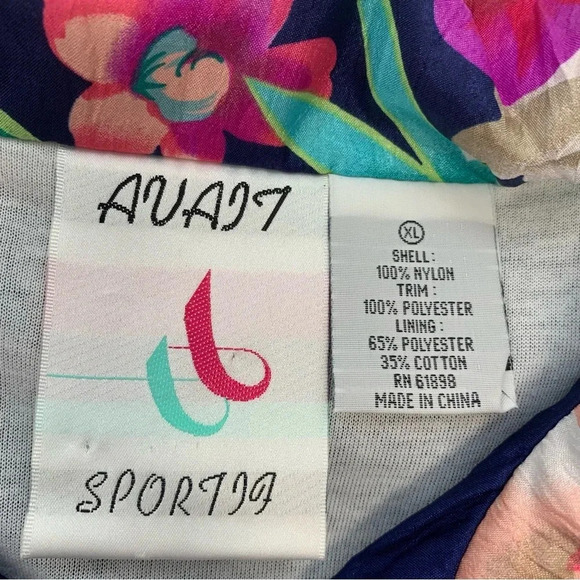 AVAIT
SPORTIF
XL
SHELL:
100% NYLON
TRIM:
100% POLYESTER
LINING:
65% POLYESTER
35% COTTON
RN 61898
MADE IN CHINA